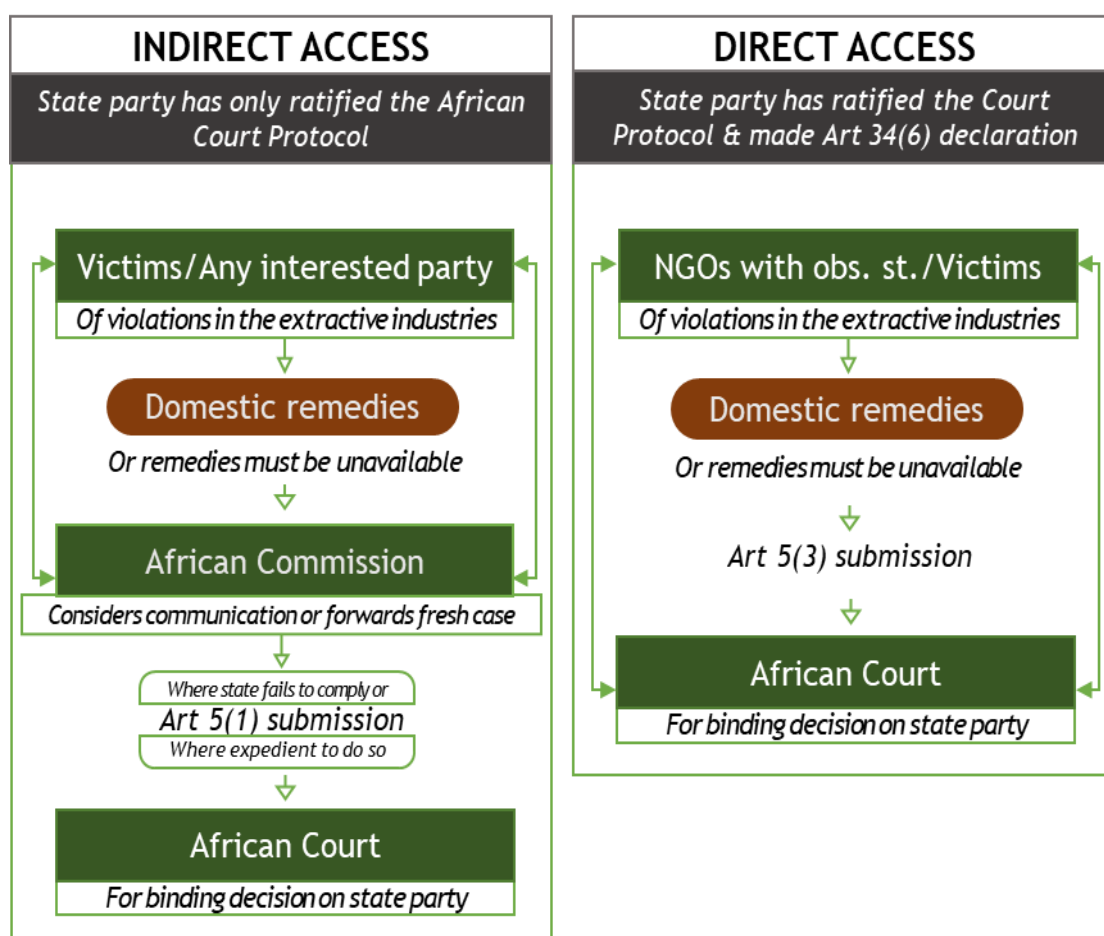 INDIRECT ACCESS
State party has only ratified the African
Court Protocol
Victims/Any interested party
Of violations in the extractive industries
Domestic remedies
Or remedies must be unavailable
African Commission
Considers communication or forwards fresh case
Where state fails to comply or
Art 5(1) submission
Where expedient to do so
African Court
For binding decision on state party
DIRECT ACCESS
State party has ratified the Court
Protocol & made Art 34(6) declaration
NGOs with obs. st./Victims
Of violations in the extractive industries
Domestic remedies
Or remedies must be unavailable
Art 5(3) submission
African Court
For binding decision on state party